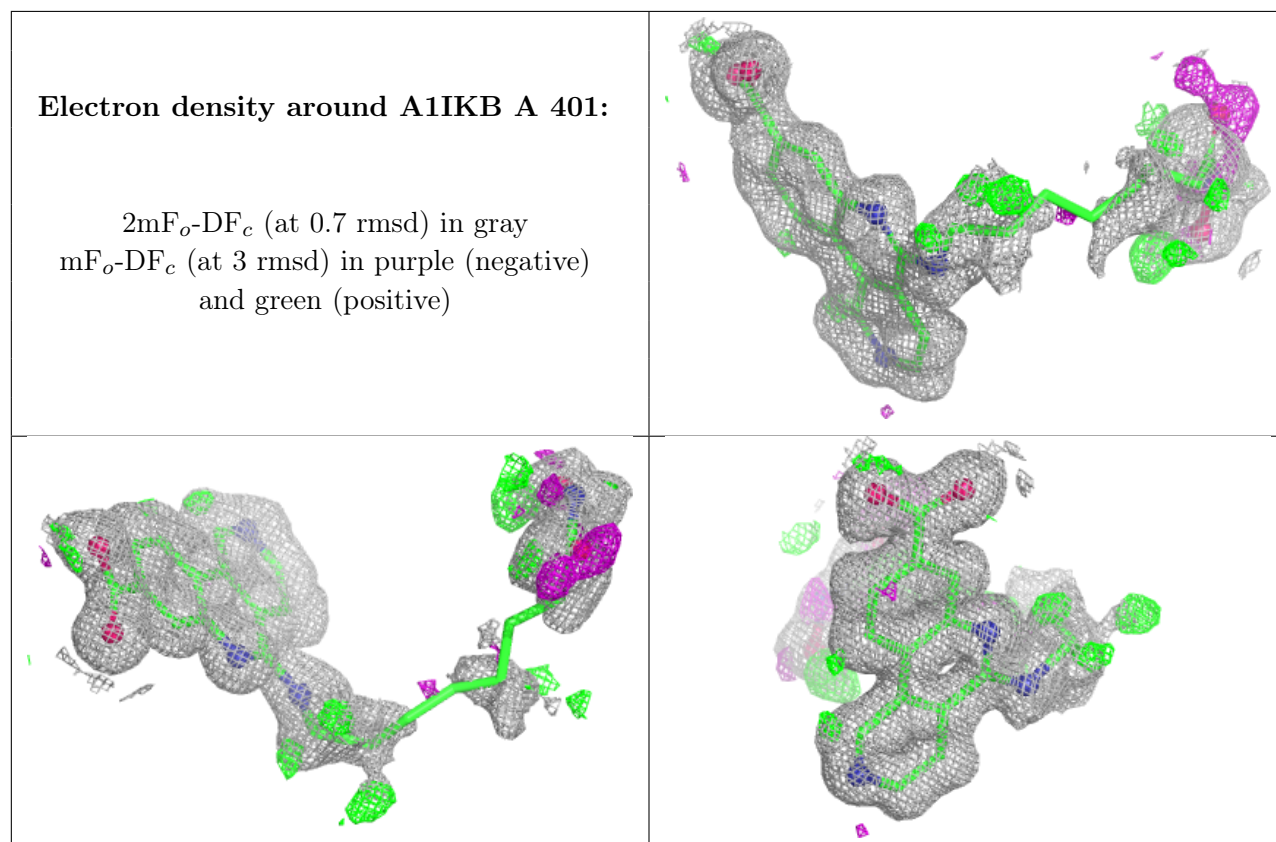 Electron density around A1IKB A 401:
2mFo-DFc (at 0.7 rmsd) in gray
mFo-DFc (at 3 rmsd) in purple (negative)
and green (positive)